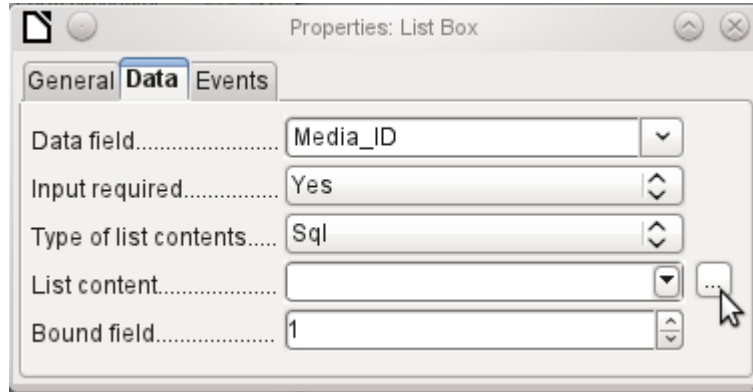 Properties: List Box
General Data Events
Data field........................ Media_ID
Input required................ Yes
Type of list contents..... Sql
List content.................... ...
Bound field.................... 1